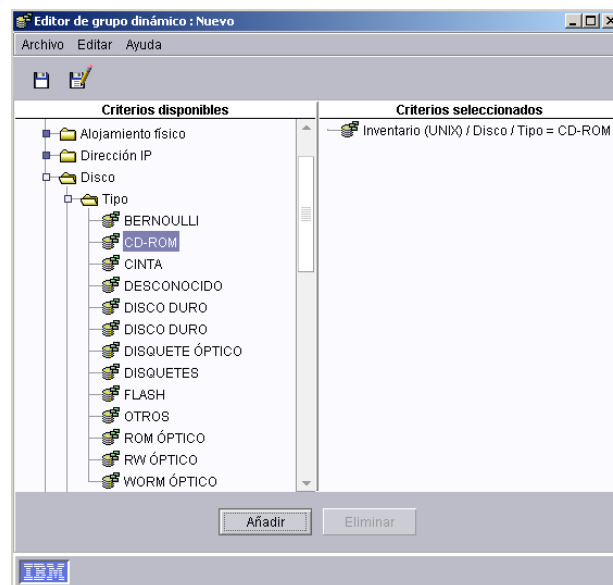 Editor de grupo dinámico : Nuevo
Archivo Editar Ayuda
Criterios disponibles
Alojamiento físico
Dirección IP
Disco
Tipo
BERNOULLI
CD-ROM
CINTA
DESCONOCIDO
DISCO DURO
DISCO DURO
DISQUETE ÓPTICO
DISQUETES
FLASH
OTROS
ROM ÓPTICO
RW ÓPTICO
WORM ÓPTICO
Criterios seleccionados
Inventario (UNIX) / Disco / Tipo = CD-ROM
Añadir Eliminar
IBM